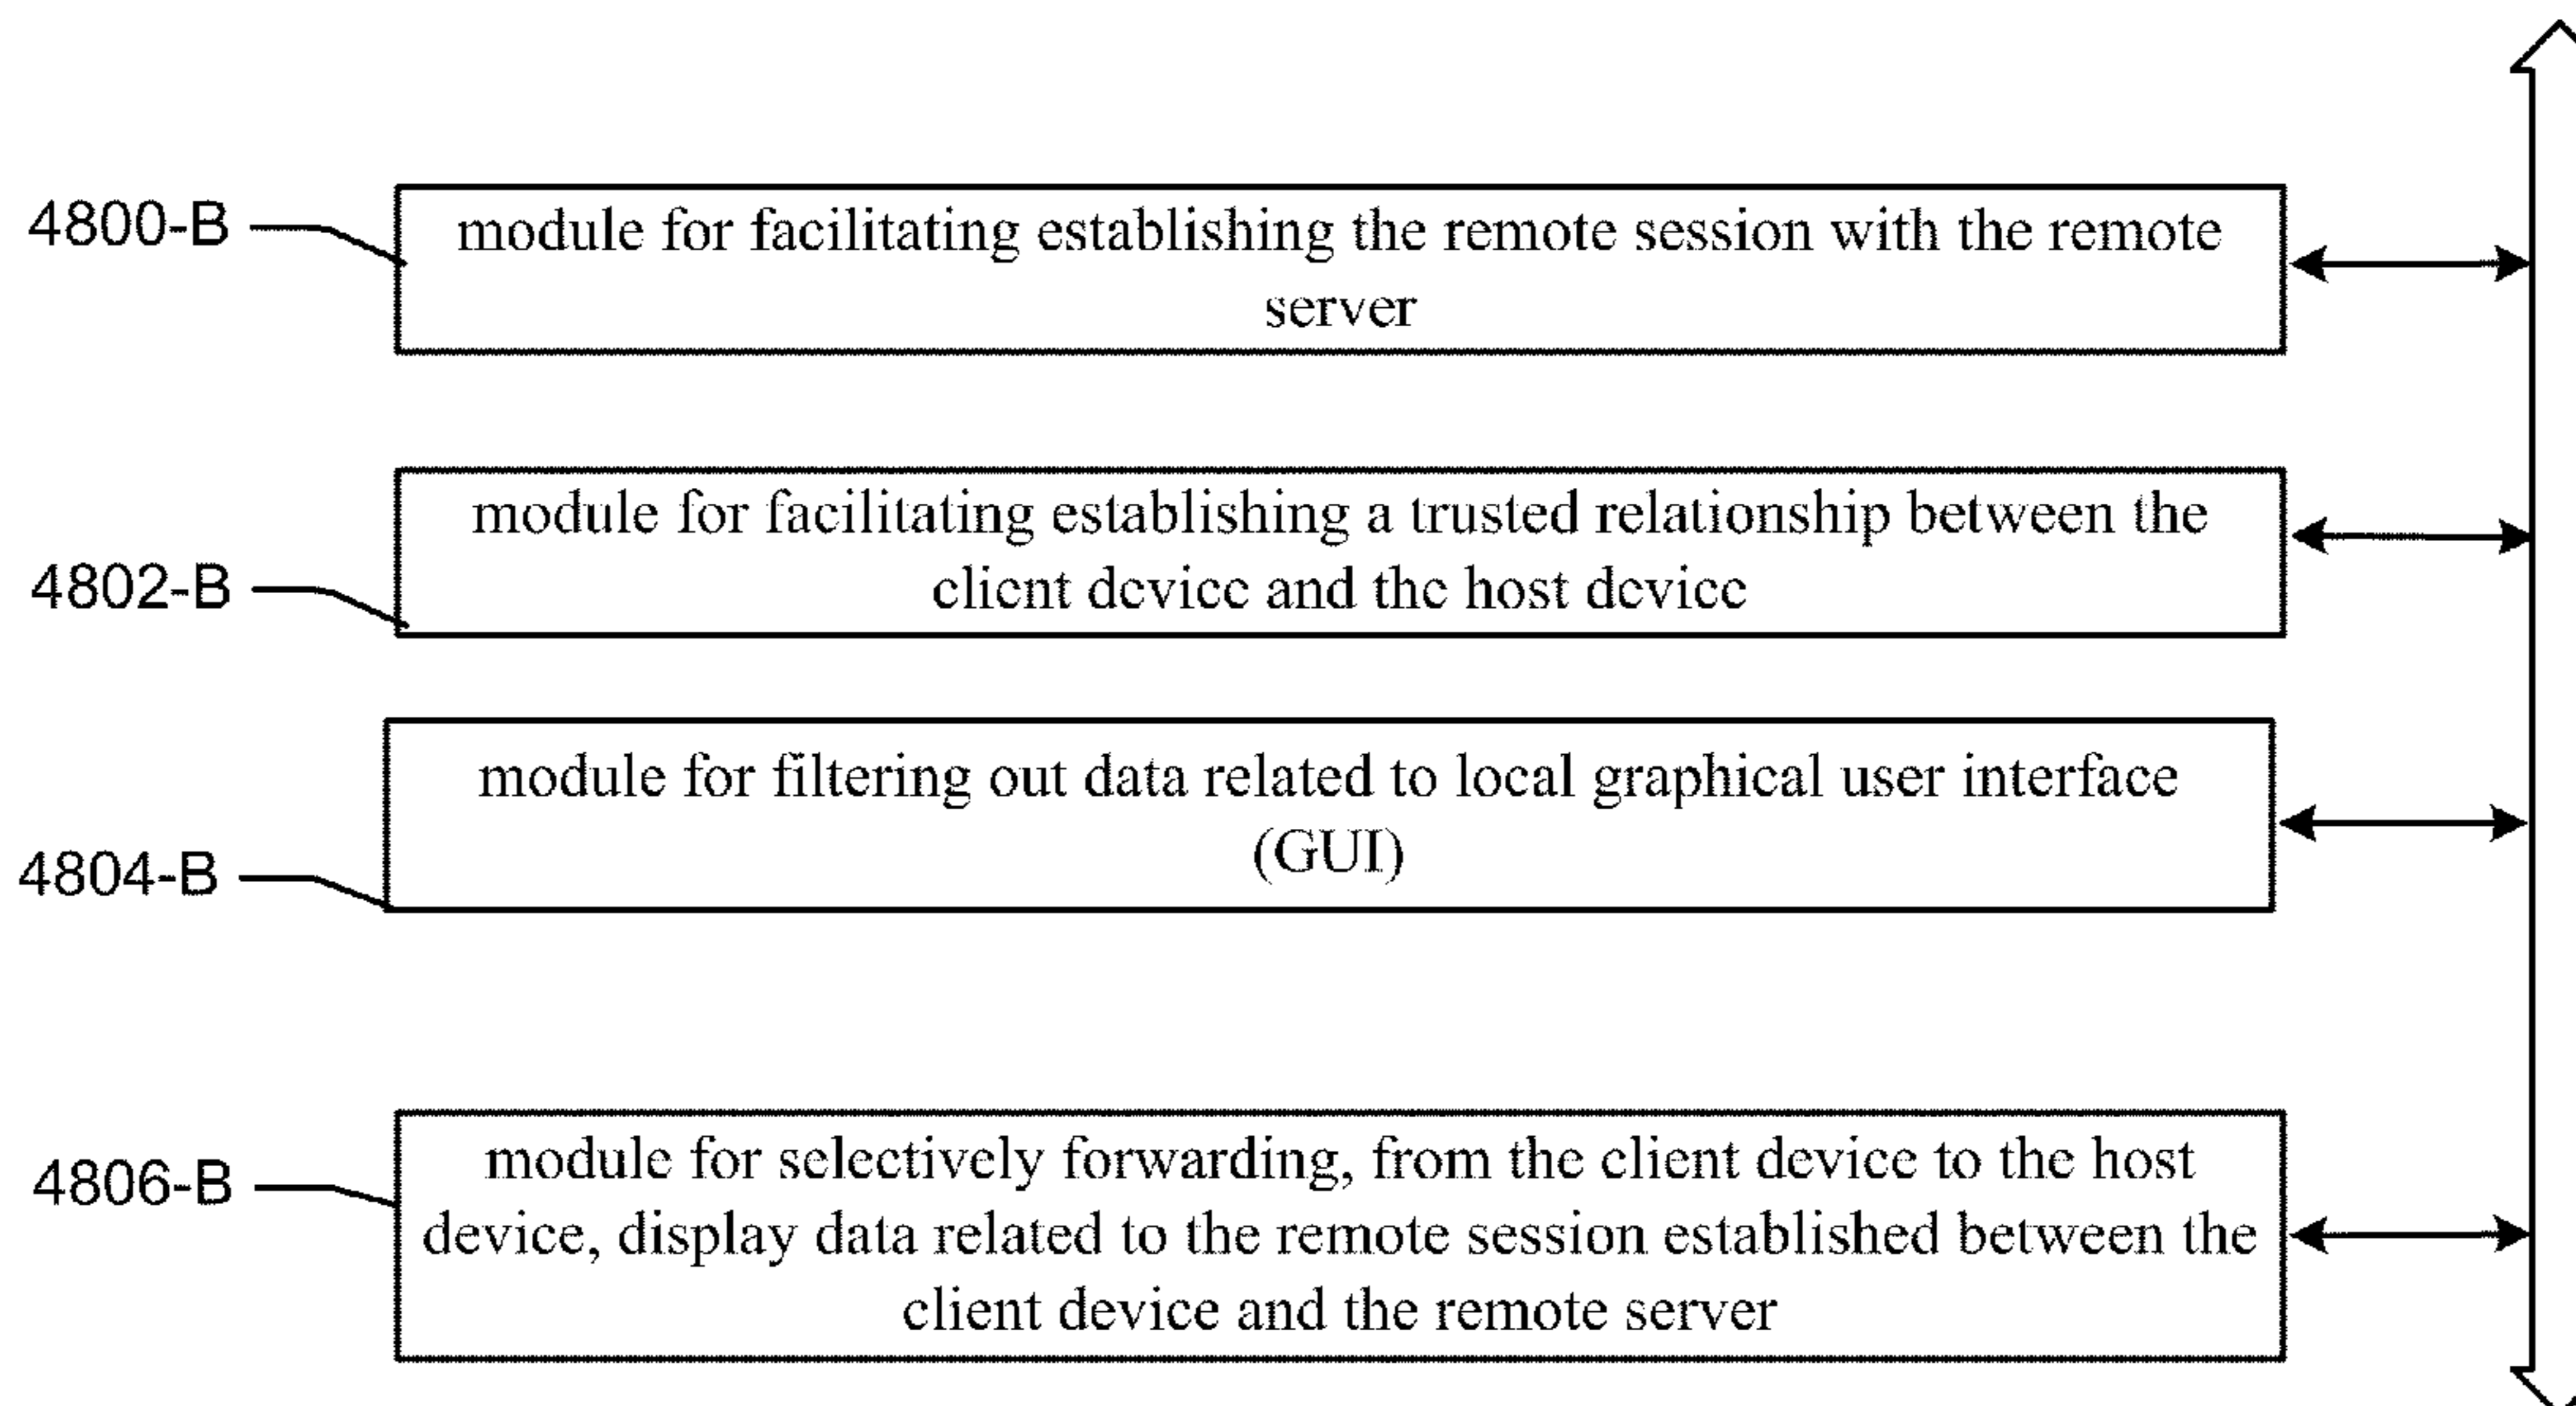 4800-B
module for facilitating establishing the remote session with the remote
server
4802-B
module for facilitating establishing a trusted relationship between the
client device and the host device
4804-B
module for filtering out data related to local graphical user interface
(GUI)
4806-B
module for selectively forwarding, from the client device to the host
device, display data related to the remote session established between the
client device and the remote server